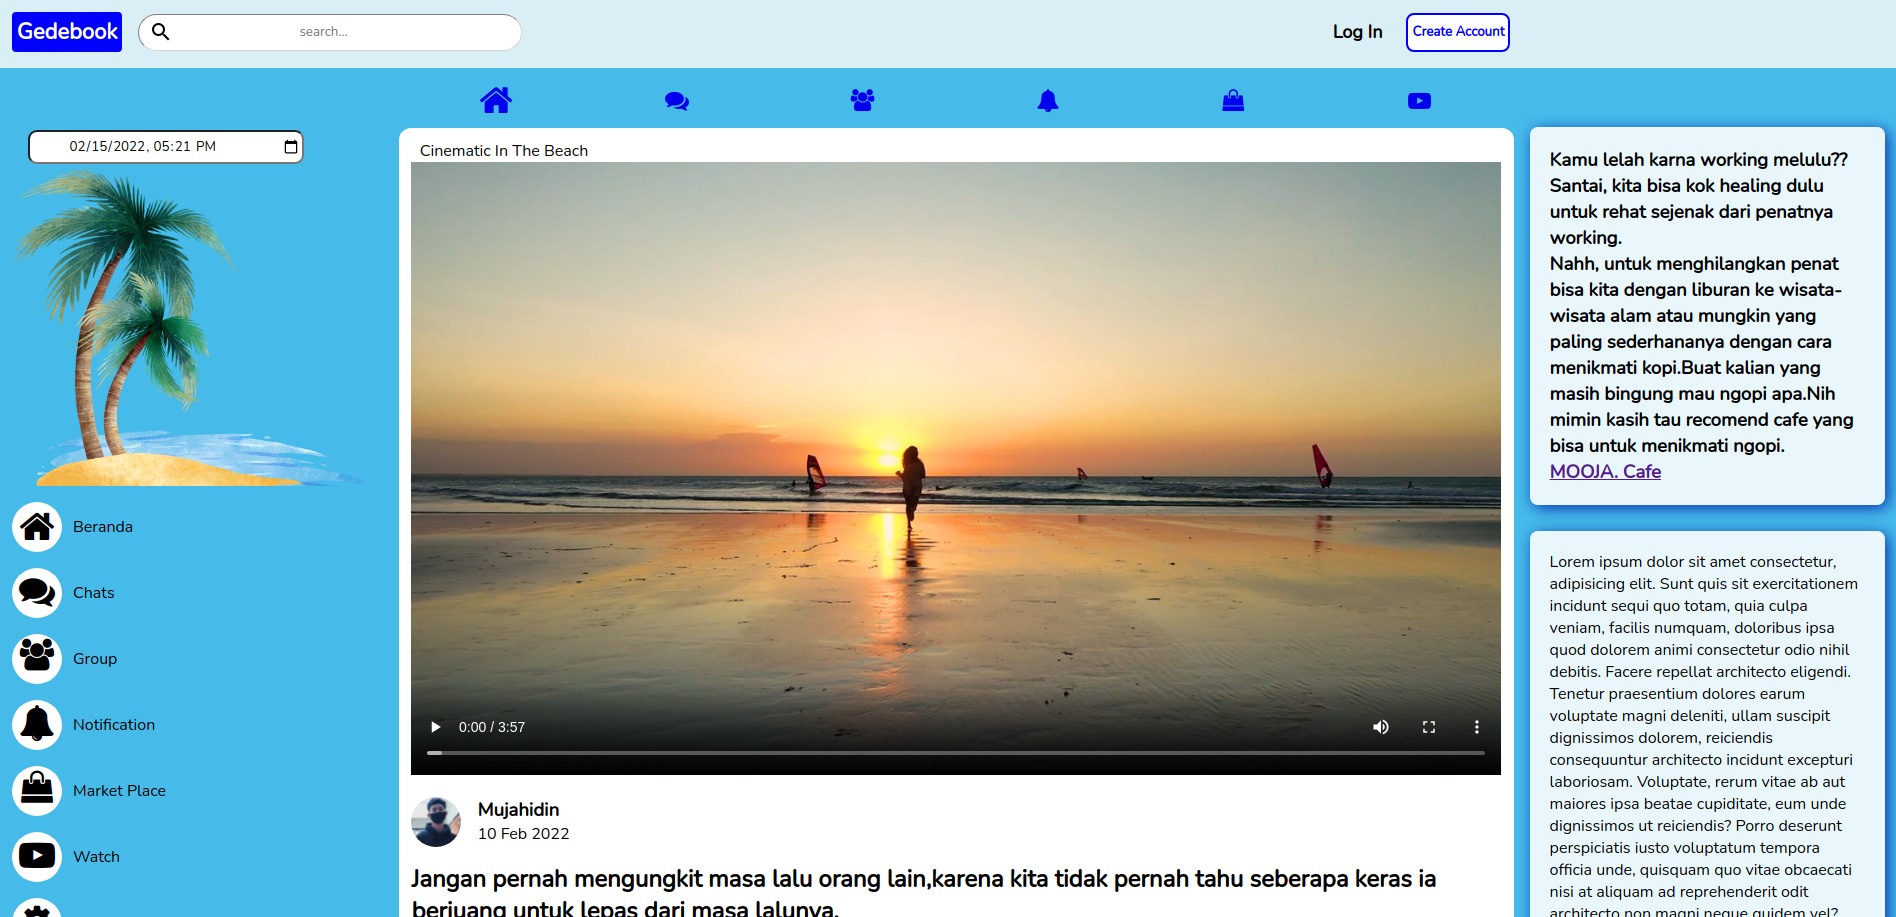 Gedebook
search...
Log In
Create Account
02/15/2022, 05:21 PM
Beranda
Chats
Group
Notification
Market Place
Watch
Cinematic In The Beach
0:00 / 3:57
Mujahidin
10 Feb 2022
Jangan pernah mengungkit masa lalu orang lain,karena kita tidak pernah tahu seberapa keras ia
berjuang untuk lepas dari masa lalunya.
Kamu lelah karna working melulu??
Santai, kita bisa kok healing dulu
untuk rehat sejenak dari penatnya
working.
Nahh, untuk menghilangkan penat
bisa kita dengan liburan ke wisata-
wisata alam atau mungkin yang
paling sederhananya dengan cara
menikmati kopi.Buat kalian yang
masih bingung mau ngopi apa.Nih
mimin kasih tau recomend cafe yang
bisa untuk menikmati ngopi.
MOOJA. Cafe
Lorem ipsum dolor sit amet consectetur,
adipisicing elit. Sunt quis sit exercitationem
incidunt sequi quo totam, quia culpa
veniam, facilis numquam, doloribus ipsa
quod dolorem animi consectetur odio nihil
debitis. Facere repellat architecto eligendi.
Tenetur praesentium dolores earum
voluptate magni deleniti, ullam suscipit
dignissimos dolorem, reiciendis
consequuntur architecto incidunt excepturi
laboriosam. Voluptate, rerum vitae ab aut
maiores ipsa beatae cupiditate, eum unde
dignissimos ut reiciendis? Porro deserunt
perspiciatis iusto voluptatum tempora
officia unde, quisquam quo vitae obcaecati
nisi at aliquam ad reprehenderit odit
architecto non magni neque quidem vel?